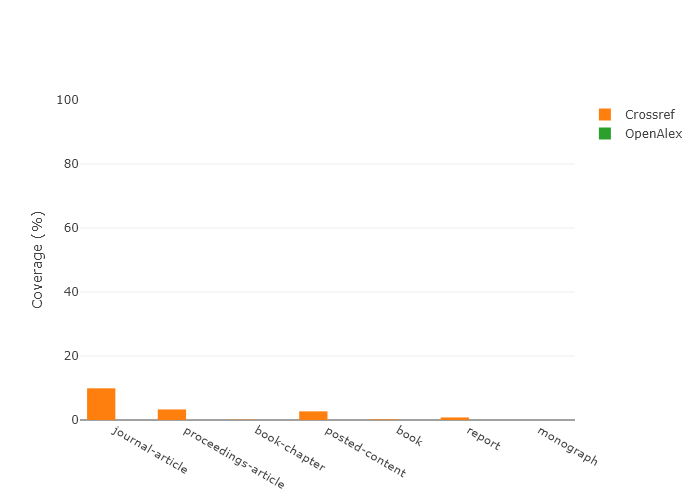 100
80
60
40
20
0
Coverage (%)
Crossref
OpenAlex
journal-article
proceedings-article
book-chapter
posted-content
book
report
monograph